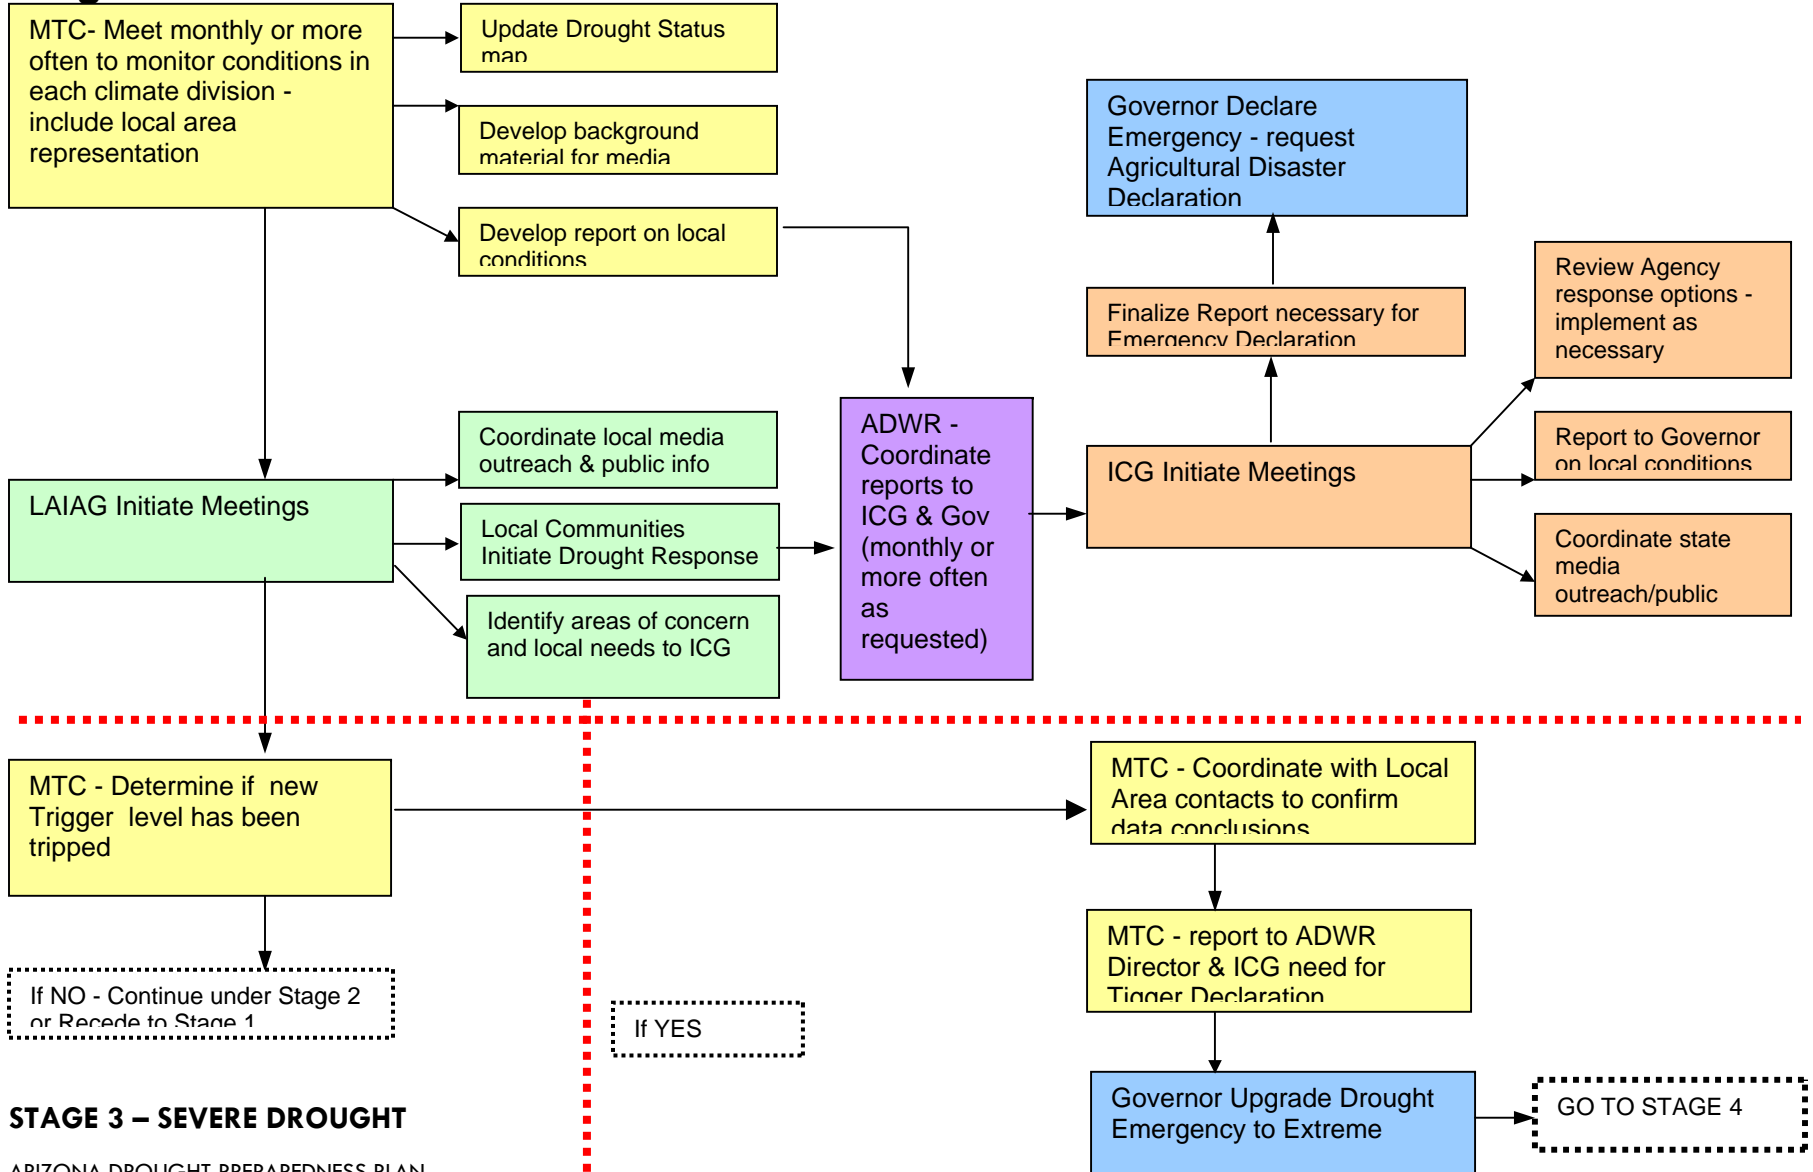 MTC- Meet monthly or more
often to monitor conditions in
each climate division -
include local area
representation
Update Drought Status
map
Develop background
material for media
Develop report on local
conditions
Governor Declare
Emergency - request
Agricultural Disaster
Declaration
Finalize Report necessary for
Emergency Declaration
Review Agency
response options -
implement as
necessary
Coordinate local media
outreach & public info
LAIAG Initiate Meetings
Local Communities
Initiate Drought Response
Identify areas of concern
and local needs to ICG
ADWR -
Coordinate
reports to
ICG & Gov
(monthly or
more often
as
requested)
ICG Initiate Meetings
Report to Governor
on local conditions
Coordinate state
media
outreach/public
MTC - Determine if new
Trigger level has been
tripped
MTC - Coordinate with Local
Area contacts to confirm
data conclusions
MTC - report to ADWR
Director & ICG need for
Tigger Declaration
If NO - Continue under Stage 2
or Recede to Stage 1
If YES
Governor Upgrade Drought
Emergency to Extreme
GO TO STAGE 4
STAGE 3 – SEVERE DROUGHT
ARIZONA DROUGHT PREPAREDNESS PLAN